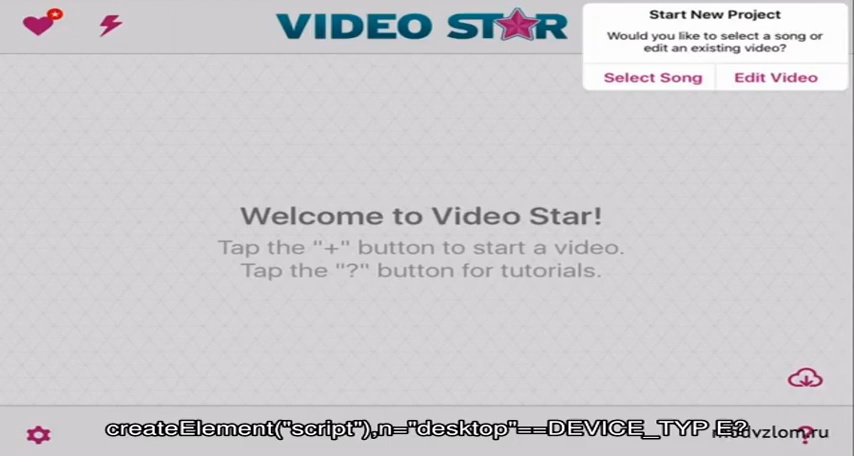 VIDEO STAR
Start New Project
Would you like to select a song or
edit an existing video?
Select Song
Edit Video
Welcome to Video Star!
Tap the "+" button to start a video.
Tap the "?" button for tutorials.
createElement("script"),n="desktop"==DEVICE_TYP E?